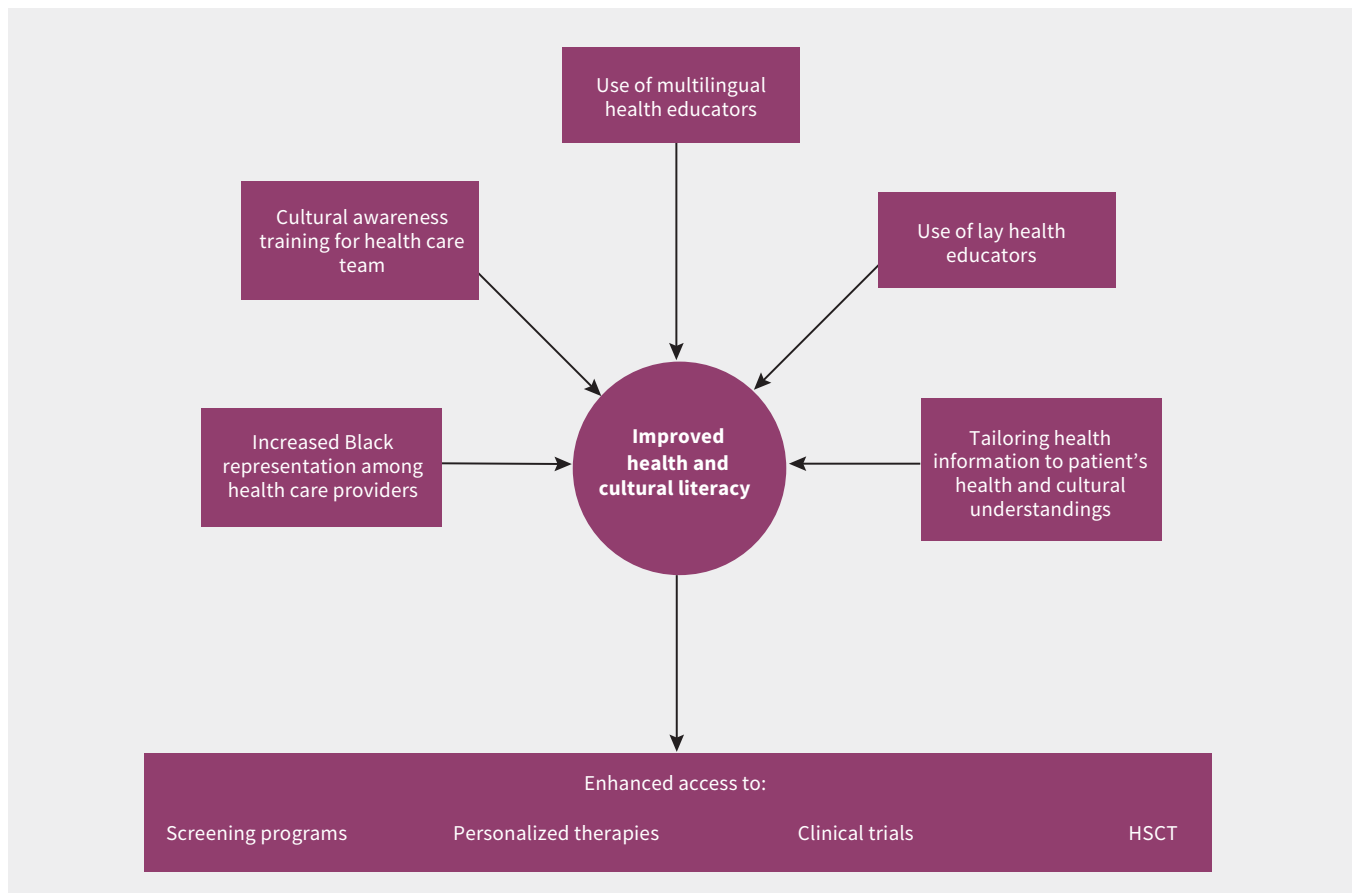 Use of multilingual
health educators
Cultural awareness
training for health care
team
Use of lay health
educators
Increased Black
representation among
health care providers
Improved
health and
cultural literacy
Tailoring health
information to patient’s
health and cultural
understandings
Enhanced access to:
Screening programs Personalized therapies Clinical trials HSCT